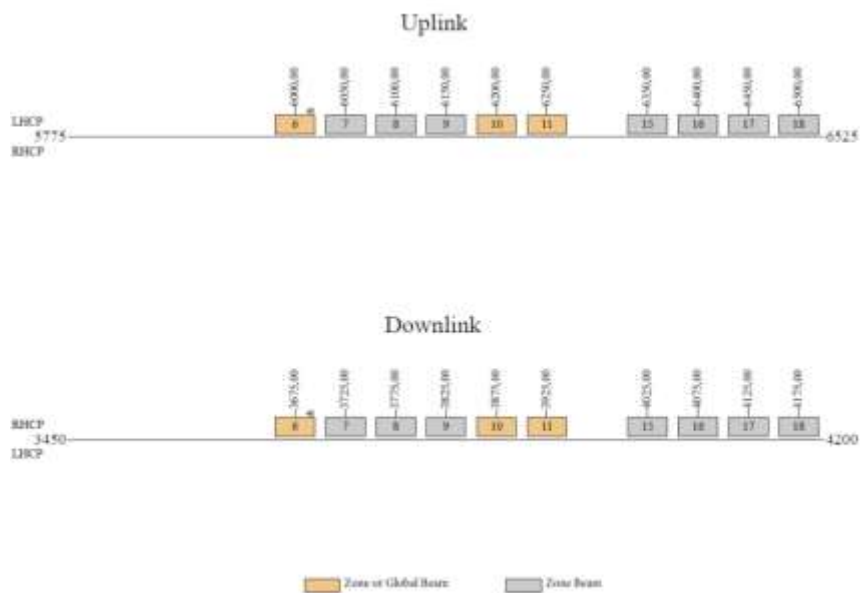 Uplink
6000,00 6050,00 6100,00 6150,00 6200,00 6250,00 6350,00 6400,00 6450,00 6500,00
LHCP 6 7 8 9 10 11 15 16 17 18
5775 6525
RHCP
Downlink
3675,00 3725,00 3775,00 3825,00 3875,00 3925,00 4025,00 4075,00 4125,00 4175,00
RHCP 6 7 8 9 10 11 15 16 17 18
3450 4200
LHCP
Zone or Global Beam Zone Beam